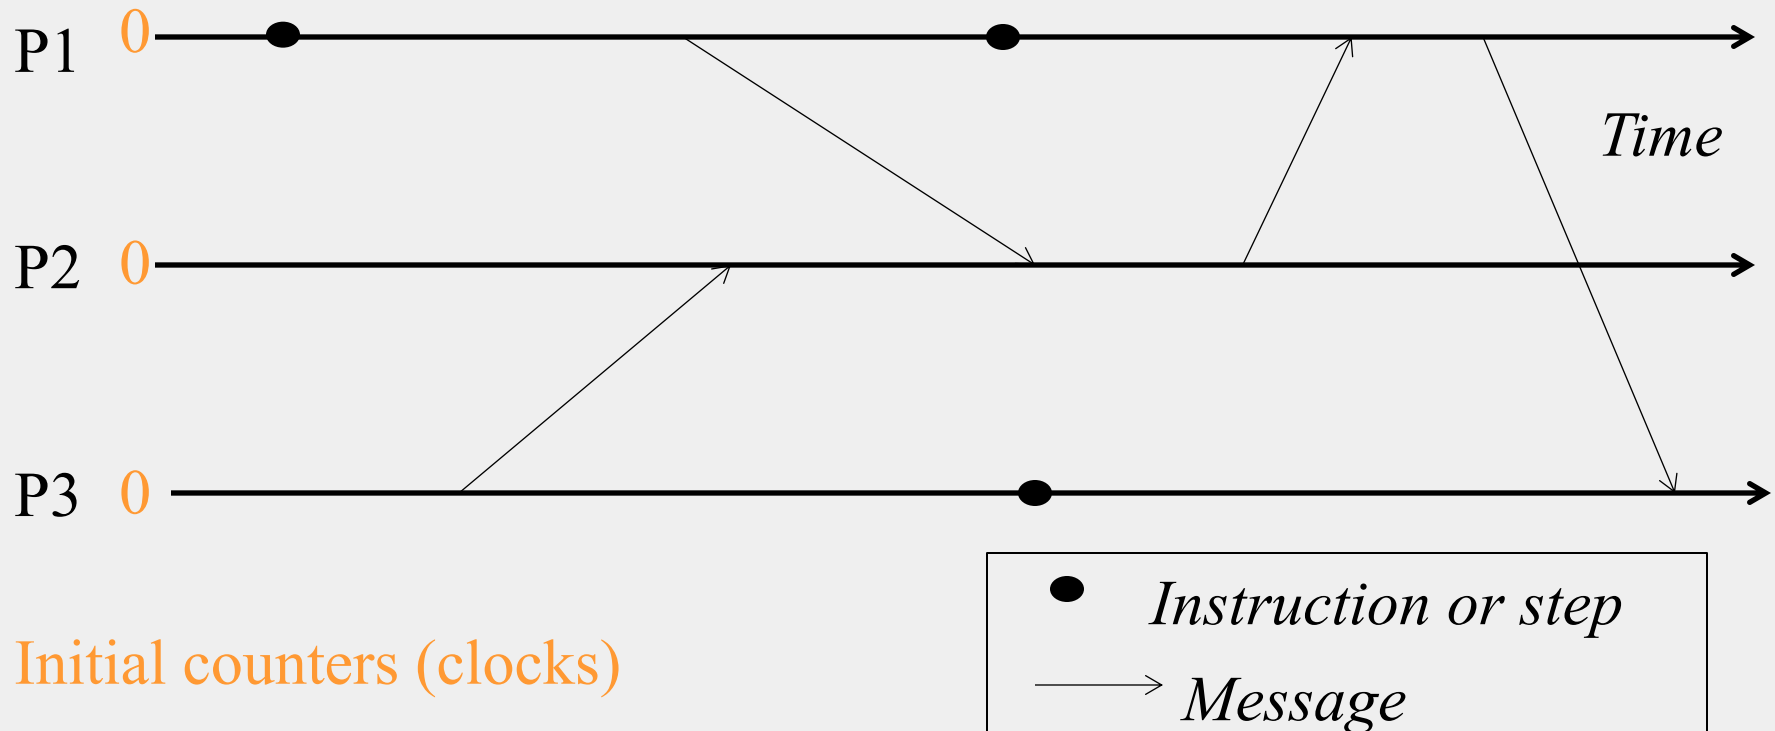 P1 0
Time
P2 0
P3 0
Instruction or step
Initial counters (clocks)
Message